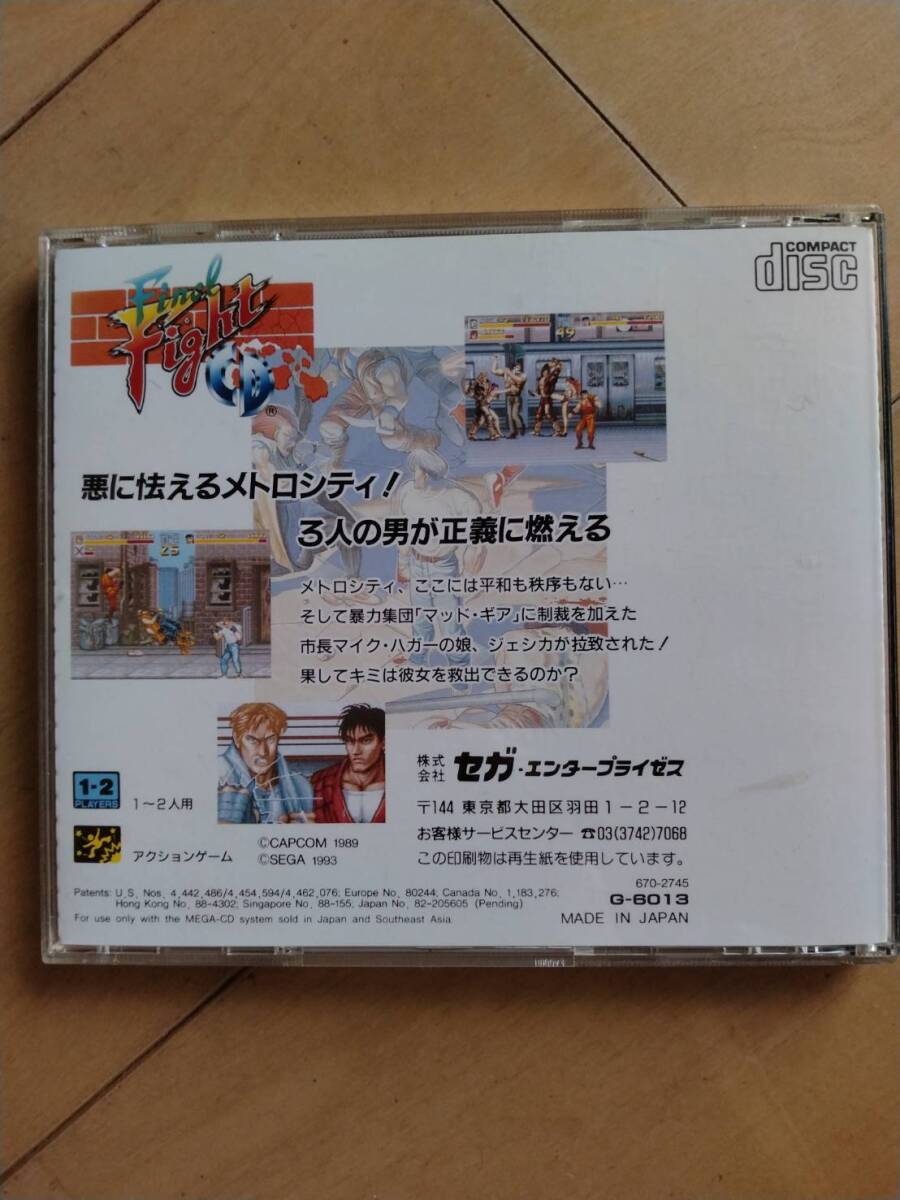 COMPACT
disc
Final
Fight
CD®
49
悪に怯えるメトロシティ!
3人の男が正義に燃える
25
メトロシティ、ここには平和も秩序もない…
そして暴力集団「マッド・ギア」に制裁を加えた
市長マイク・ハガーの娘、ジェシカが拉致された!
果してキミは彼女を救出できるのか?
株式会社 セガ・エンタープライゼス
1-2
PLAYERS
1〜2人用
〒144 東京都大田区羽田1-2-12
お客様サービスセンター ☎03(3742)7068
アクションゲーム
©CAPCOM 1989
©SEGA 1993
この印刷物は再生紙を使用しています。
670-2745
G-6013
MADE IN JAPAN
Patents: U.S. Nos. 4,442,486/4,454,594/4,462,076; Europe No. 80244; Canada No. 1,183,276;
Hong Kong No. 88-4302; Singapore No. 88-155; Japan No. 82-205605 (Pending)
For use only with the MEGA-CD system sold in Japan and Southeast Asia.